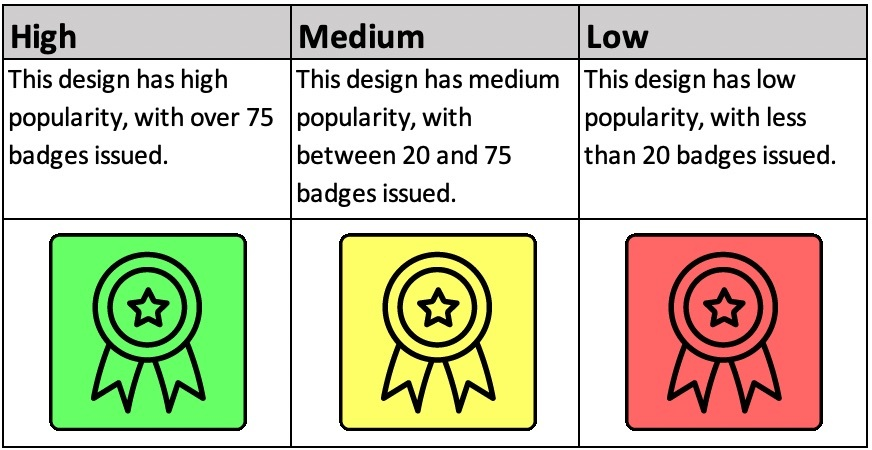 High
Medium
Low
This design has high
popularity, with over 75
badges issued.
This design has medium
popularity, with
between 20 and 75
badges issued.
This design has low
popularity, with less
than 20 badges issued.